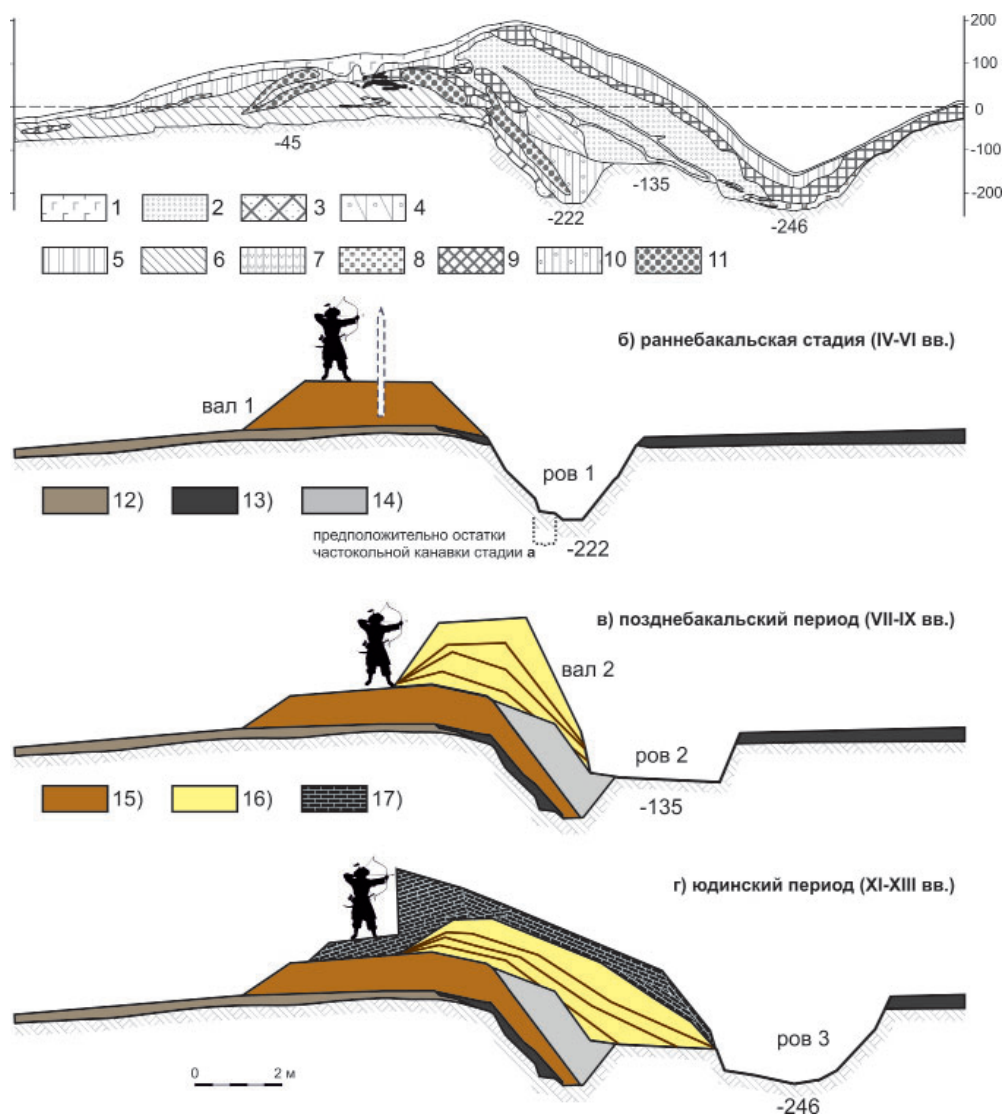 200
100
0
-100
-200
-45
-135
-222
-246
1 2 3 4
5 6 7 8 9 10 11
б) раннебакальская стадия (IV-VI вв.)
вал 1
ров 1
12) 13) 14)
предположительно остатки
частокольной канавки стадии а
-222
в) позднебакальский период (VII-IX вв.)
вал 2
ров 2
15) 16) 17)
-135
г) юдинский период (XI-XIII вв.)
ров 3
0 2 м
-246